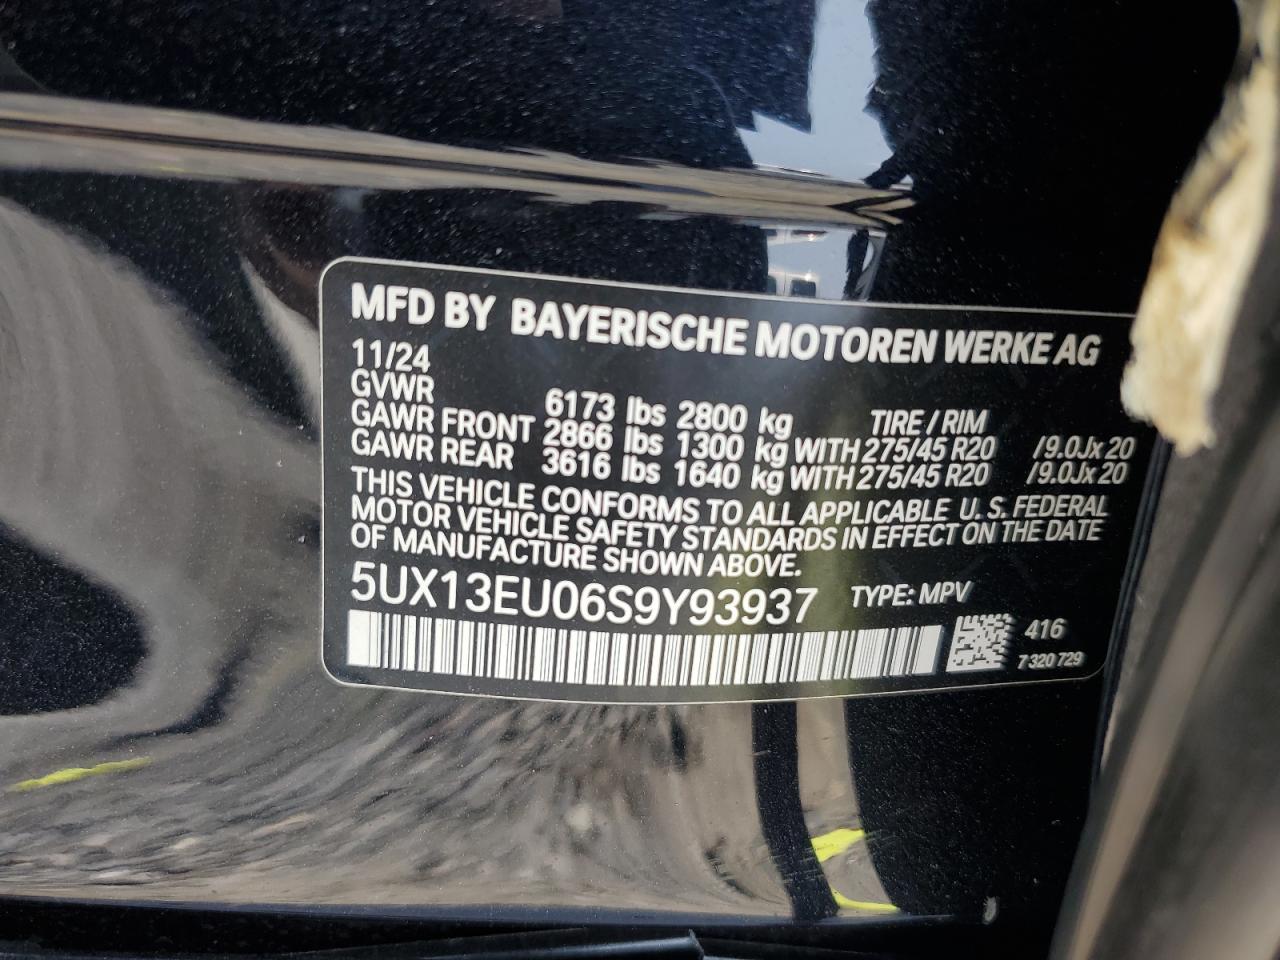 MFD BY BAYERISCHE MOTOREN WERKE AG
11/24
GVWR 6173 lbs 2800 kg TIRE / RIM
GAWR FRONT 2866 lbs 1300 kg WITH 275/45 R20 /9.0Jx 20
GAWR REAR 3616 lbs 1640 kg WITH 275/45 R20 /9.0Jx 20
THIS VEHICLE CONFORMS TO ALL APPLICABLE U. S. FEDERAL
MOTOR VEHICLE SAFETY STANDARDS IN EFFECT ON THE DATE
OF MANUFACTURE SHOWN ABOVE.
5UX13EU06S9Y93937 TYPE: MPV
416
7 320 729